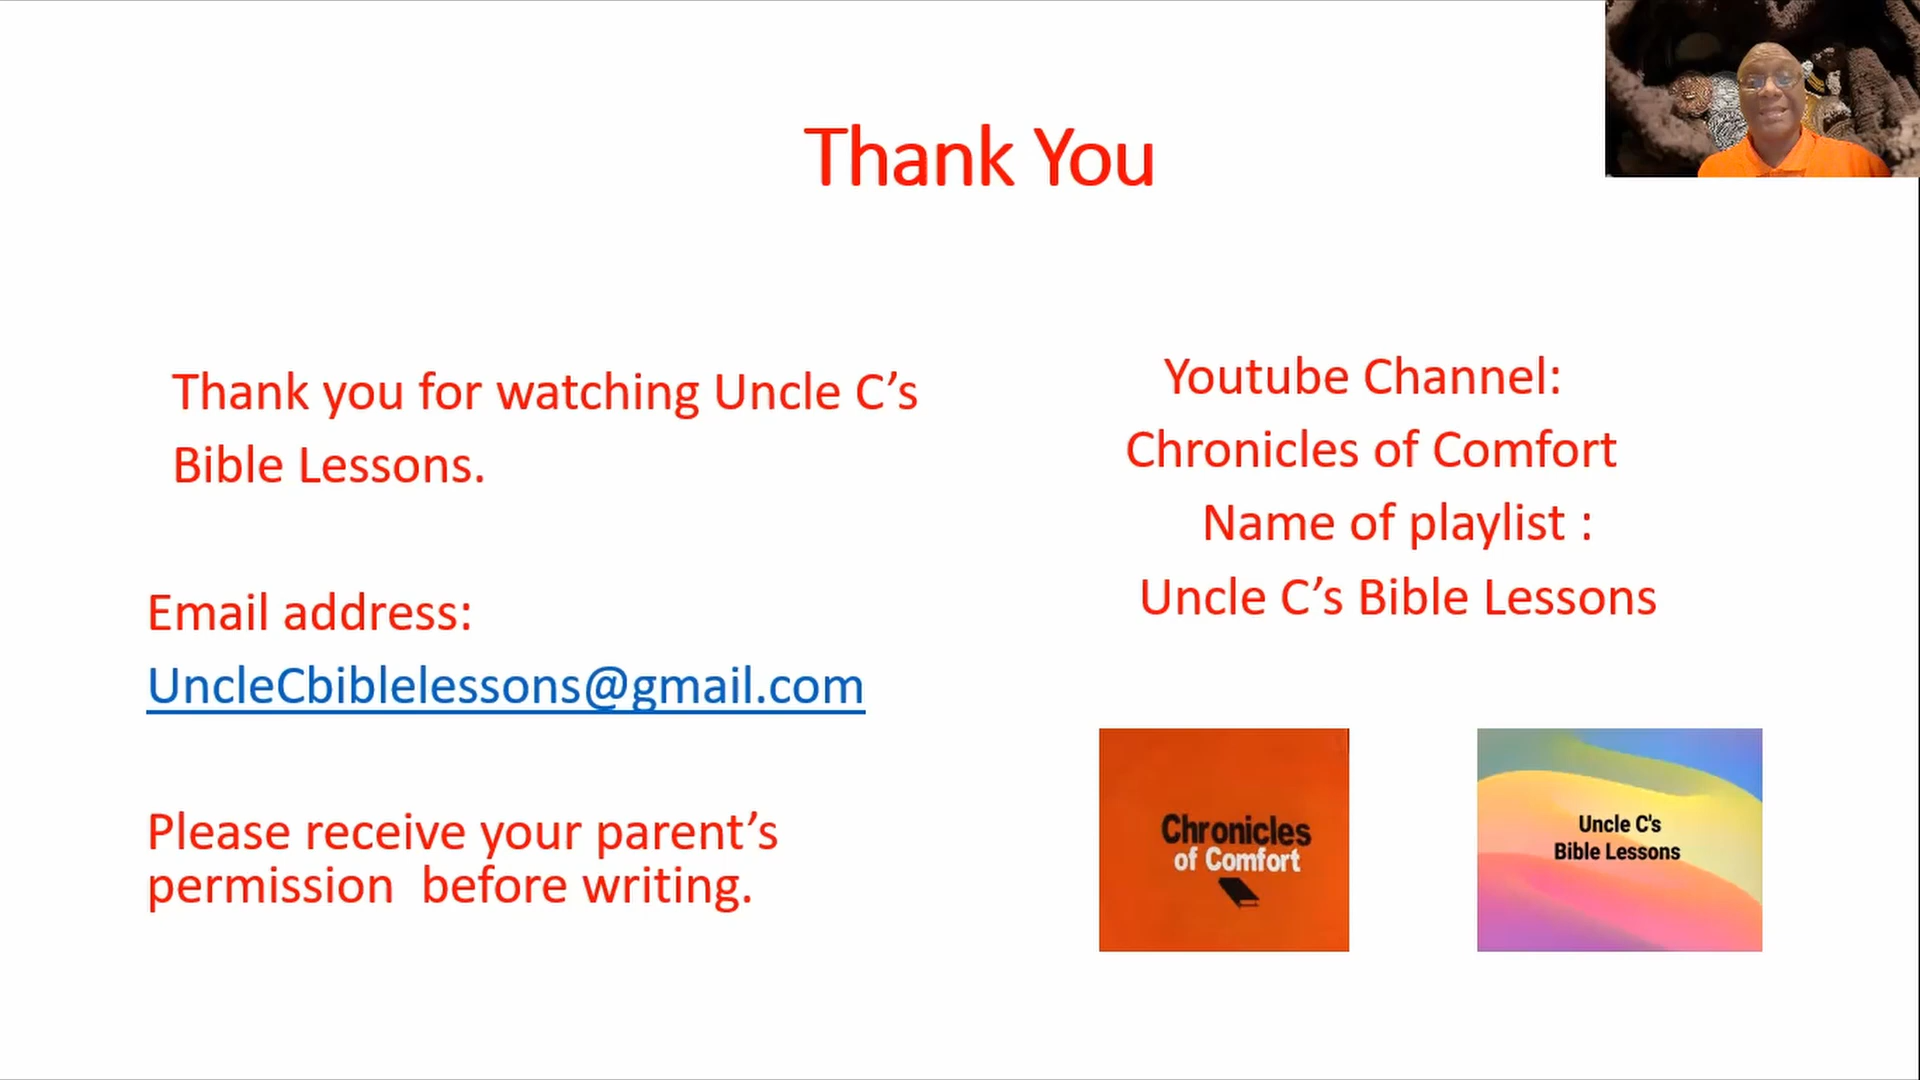 Thank You
Thank you for watching Uncle C’s
Bible Lessons.
Email address:
UncleCbiblelessons@gmail.com
Please receive your parent’s
permission before writing.
Youtube Channel:
Chronicles of Comfort
Name of playlist :
Uncle C’s Bible Lessons
Chronicles
of Comfort
Uncle C's
Bible Lessons